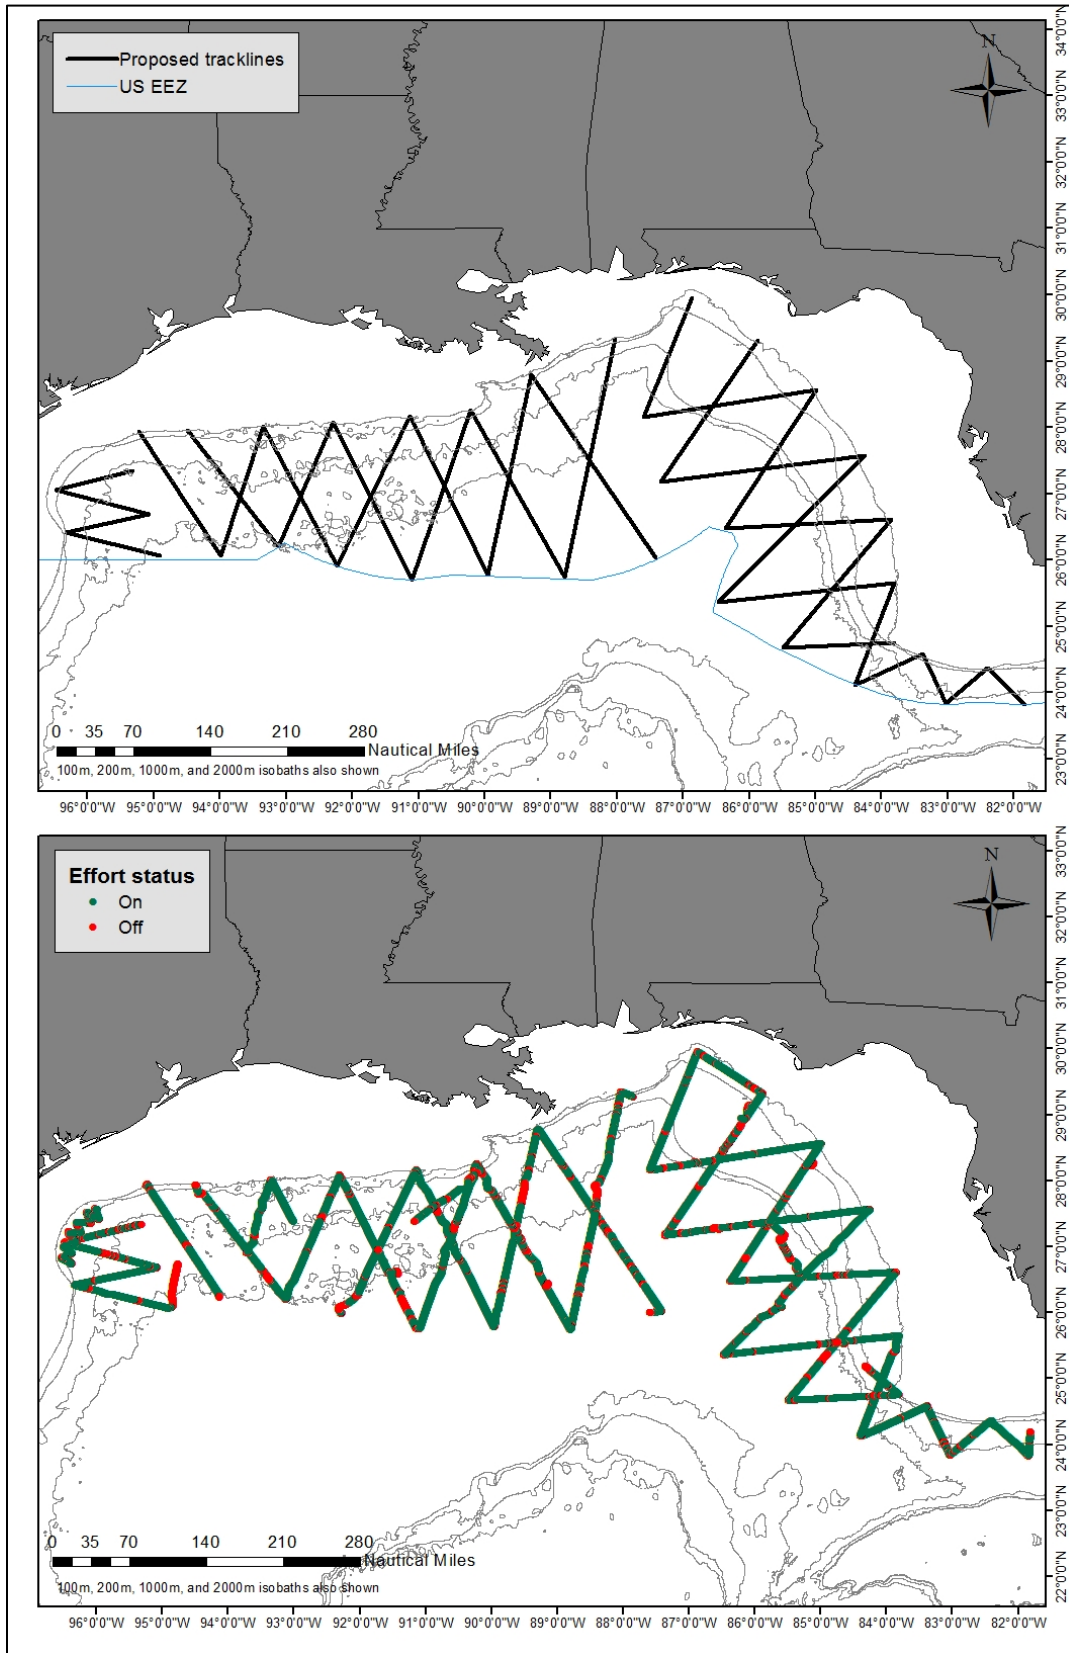 Proposed tracklines
US EEZ
N
34°0'0"N
33°0'0"N
32°0'0"N
31°0'0"N
30°0'0"N
29°0'0"N
28°0'0"N
27°0'0"N
26°0'0"N
25°0'0"N
24°0'0"N
23°0'0"N
0 35 70 140 210 280
Nautical Miles
100m, 200m, 1000m, and 2000m isobaths also shown
96°0'0"W 95°0'0"W 94°0'0"W 93°0'0"W 92°0'0"W 91°0'0"W 90°0'0"W 89°0'0"W 88°0'0"W 87°0'0"W 86°0'0"W 85°0'0"W 84°0'0"W 83°0'0"W 82°0'0"W
Effort status
On
Off
N
33°0'0"N
32°0'0"N
31°0'0"N
30°0'0"N
29°0'0"N
28°0'0"N
27°0'0"N
26°0'0"N
25°0'0"N
24°0'0"N
23°0'0"N
22°0'0"N
0 35 70 140 210 280
Nautical Miles
100m, 200m, 1000m, and 2000m isobaths also shown
96°0'0"W 95°0'0"W 94°0'0"W 93°0'0"W 92°0'0"W 91°0'0"W 90°0'0"W 89°0'0"W 88°0'0"W 87°0'0"W 86°0'0"W 85°0'0"W 84°0'0"W 83°0'0"W 82°0'0"W